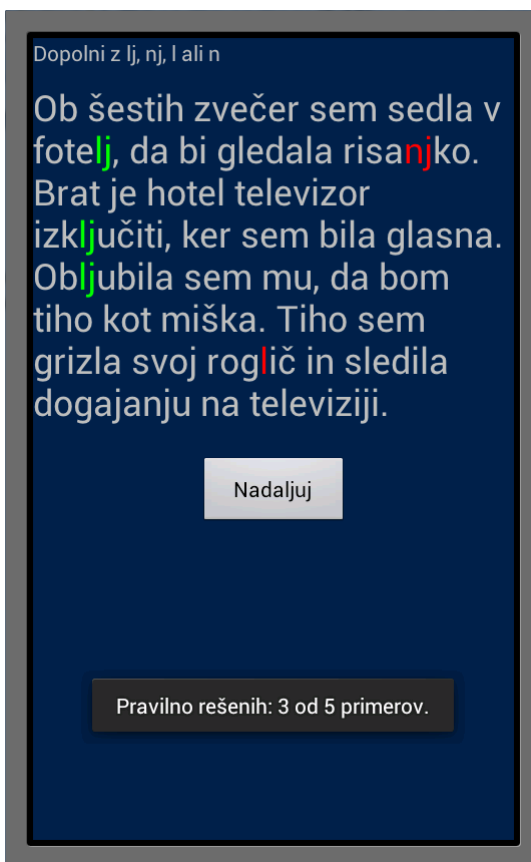 Dopolni z lj, nj, l ali n
Ob šestih zvečer sem sedla v
fotelj, da bi gledala risanjko.
Brat je hotel televizor
izključiti, ker sem bila glasna.
Obljubila sem mu, da bom
tiho kot miška. Tiho sem
grizla svoj roglič in sledila
dogajanju na televiziji.
Nadaljuj
Pravilno rešenih: 3 od 5 primerov.